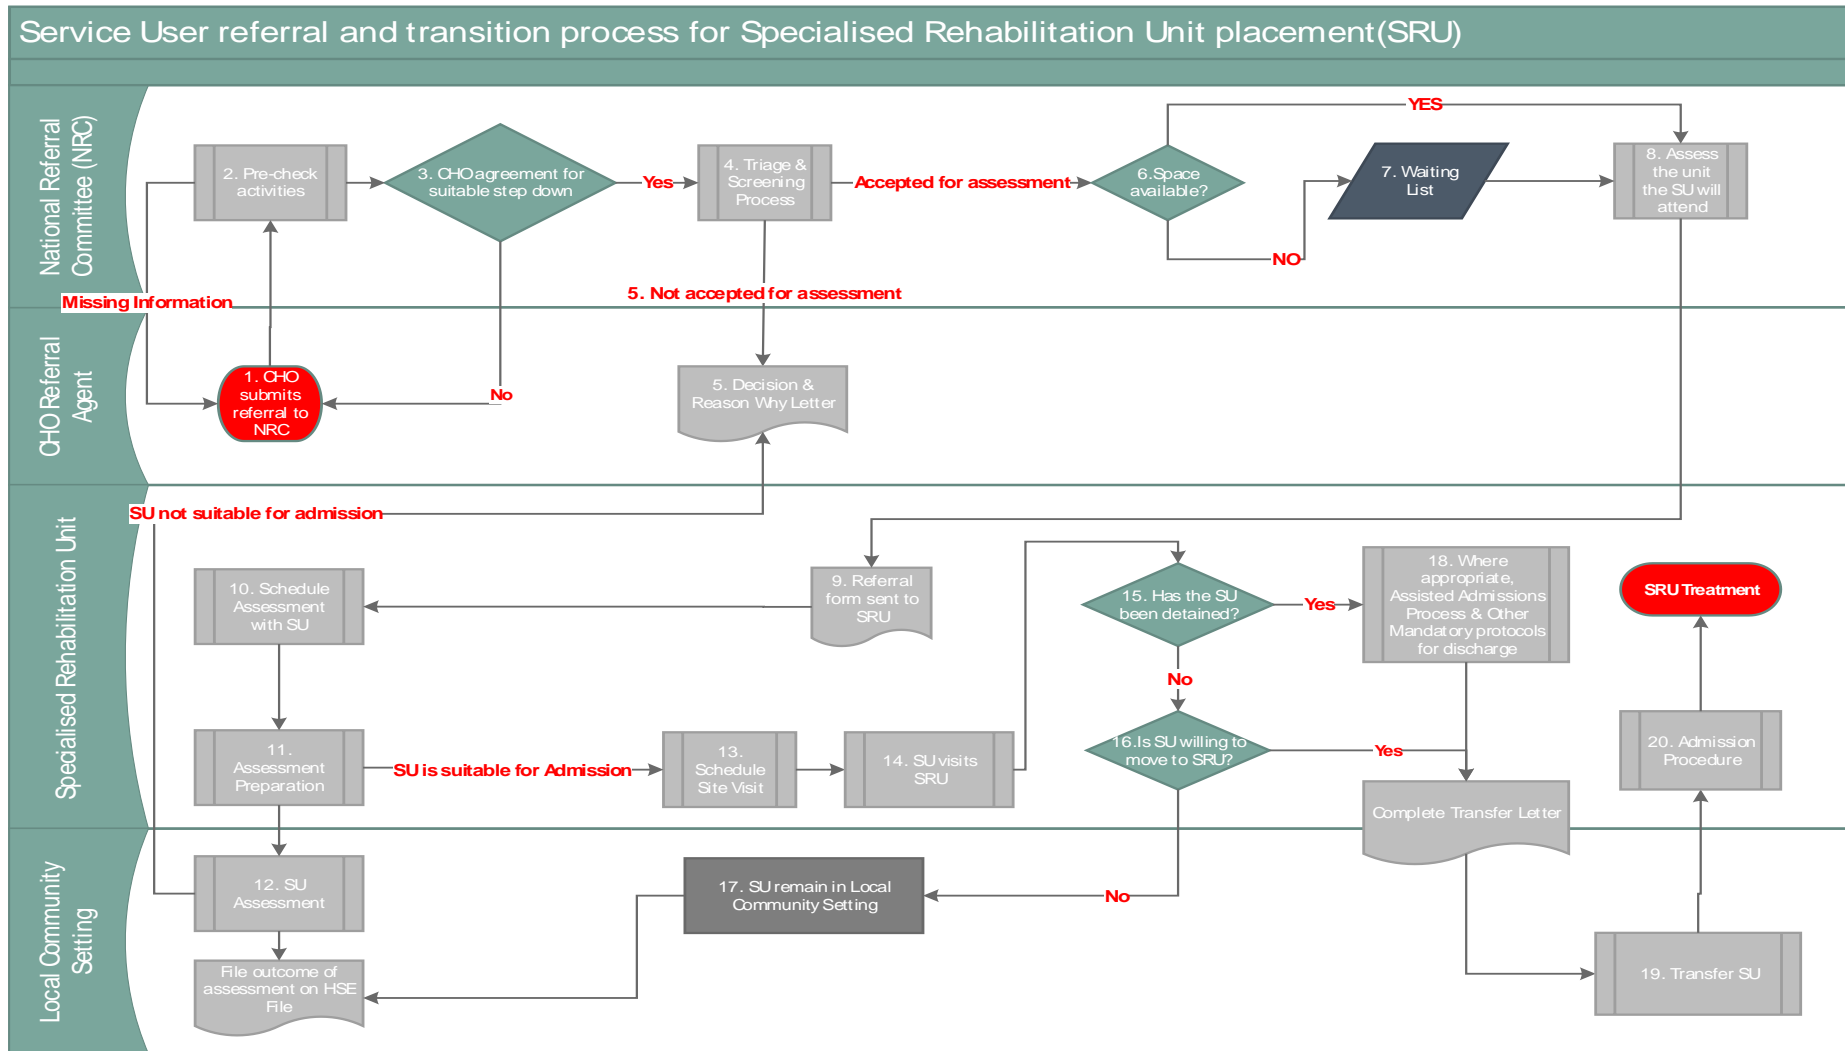 Service User referral and transition process for Specialised Rehabilitation Unit placement(SRU)
National Referral
Committee (NRC)
2. Pre-check
activities
3. CHO agreement for
suitable step down
Yes
4. Triage &
Screening
Process
Accepted for assessment
6.Space
available?
YES
NO
7. Waiting
List
8. Assess
the unit
the SU will
attend
Missing Information
5. Not accepted for assessment
CHO Referral
Agent
1. CHO
submits
referral to
NRC
No
5. Decision &
Reason Why Letter
Specialised Rehabilitation Unit
SU not suitable for admission
10. Schedule
Assessment
with SU
9. Referral
form sent to
SRU
15. Has the SU
been detained?
Yes
18. Where
appropriate,
Assisted Admissions
Process & Other
Mandatory protocols
for discharge
SRU Treatment
No
11.
Assessment
Preparation
SU is suitable for Admission
13.
Schedule
Site Visit
14. SU visits
SRU
16.Is SU willing to
move to SRU?
Yes
20. Admission
Procedure
Complete Transfer Letter
Local Community
Setting
12. SU
Assessment
17. SU remain in Local
Community Setting
No
File outcome of
assessment on HSE
File
19. Transfer SU